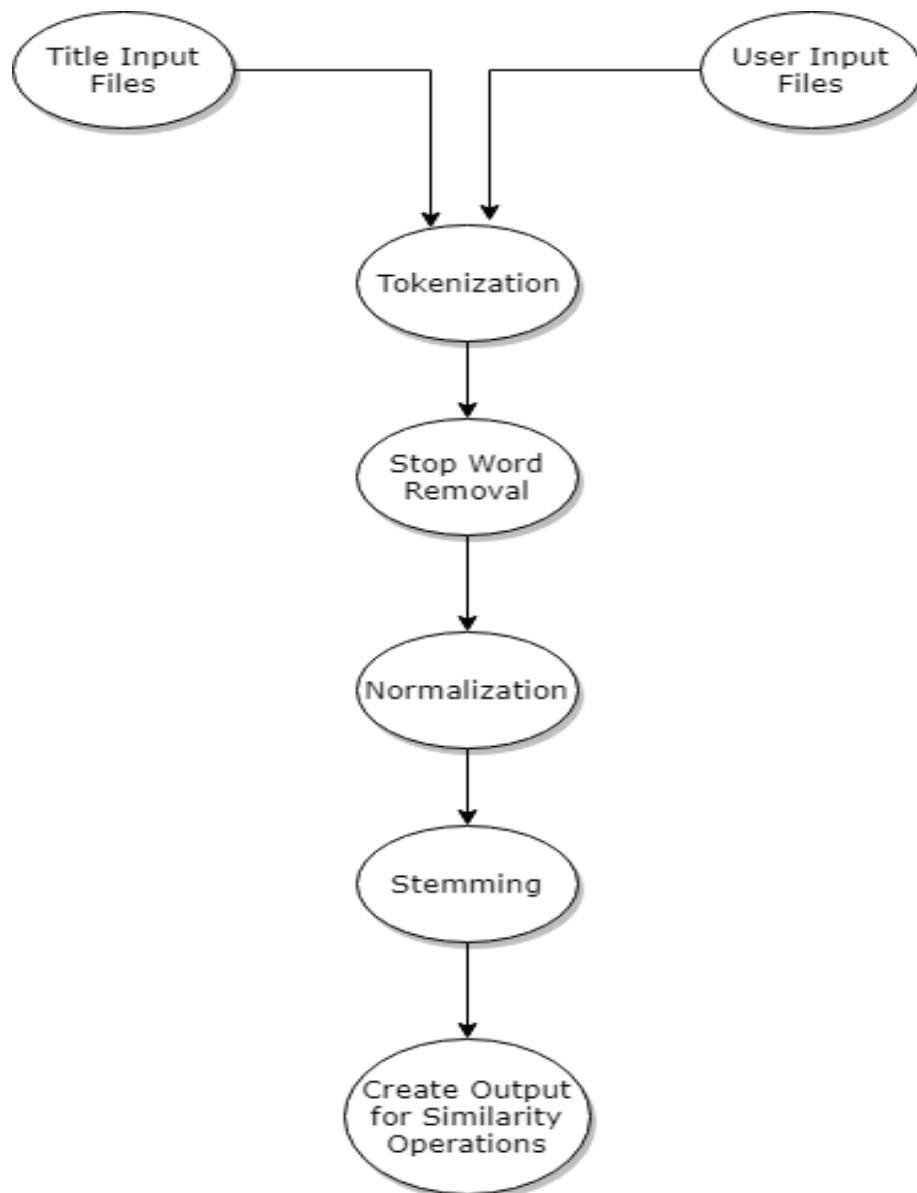 Title Input
Files
User Input
Files
Tokenization
Stop Word
Removal
Normalization
Stemming
Create Output
for Similarity
Operations